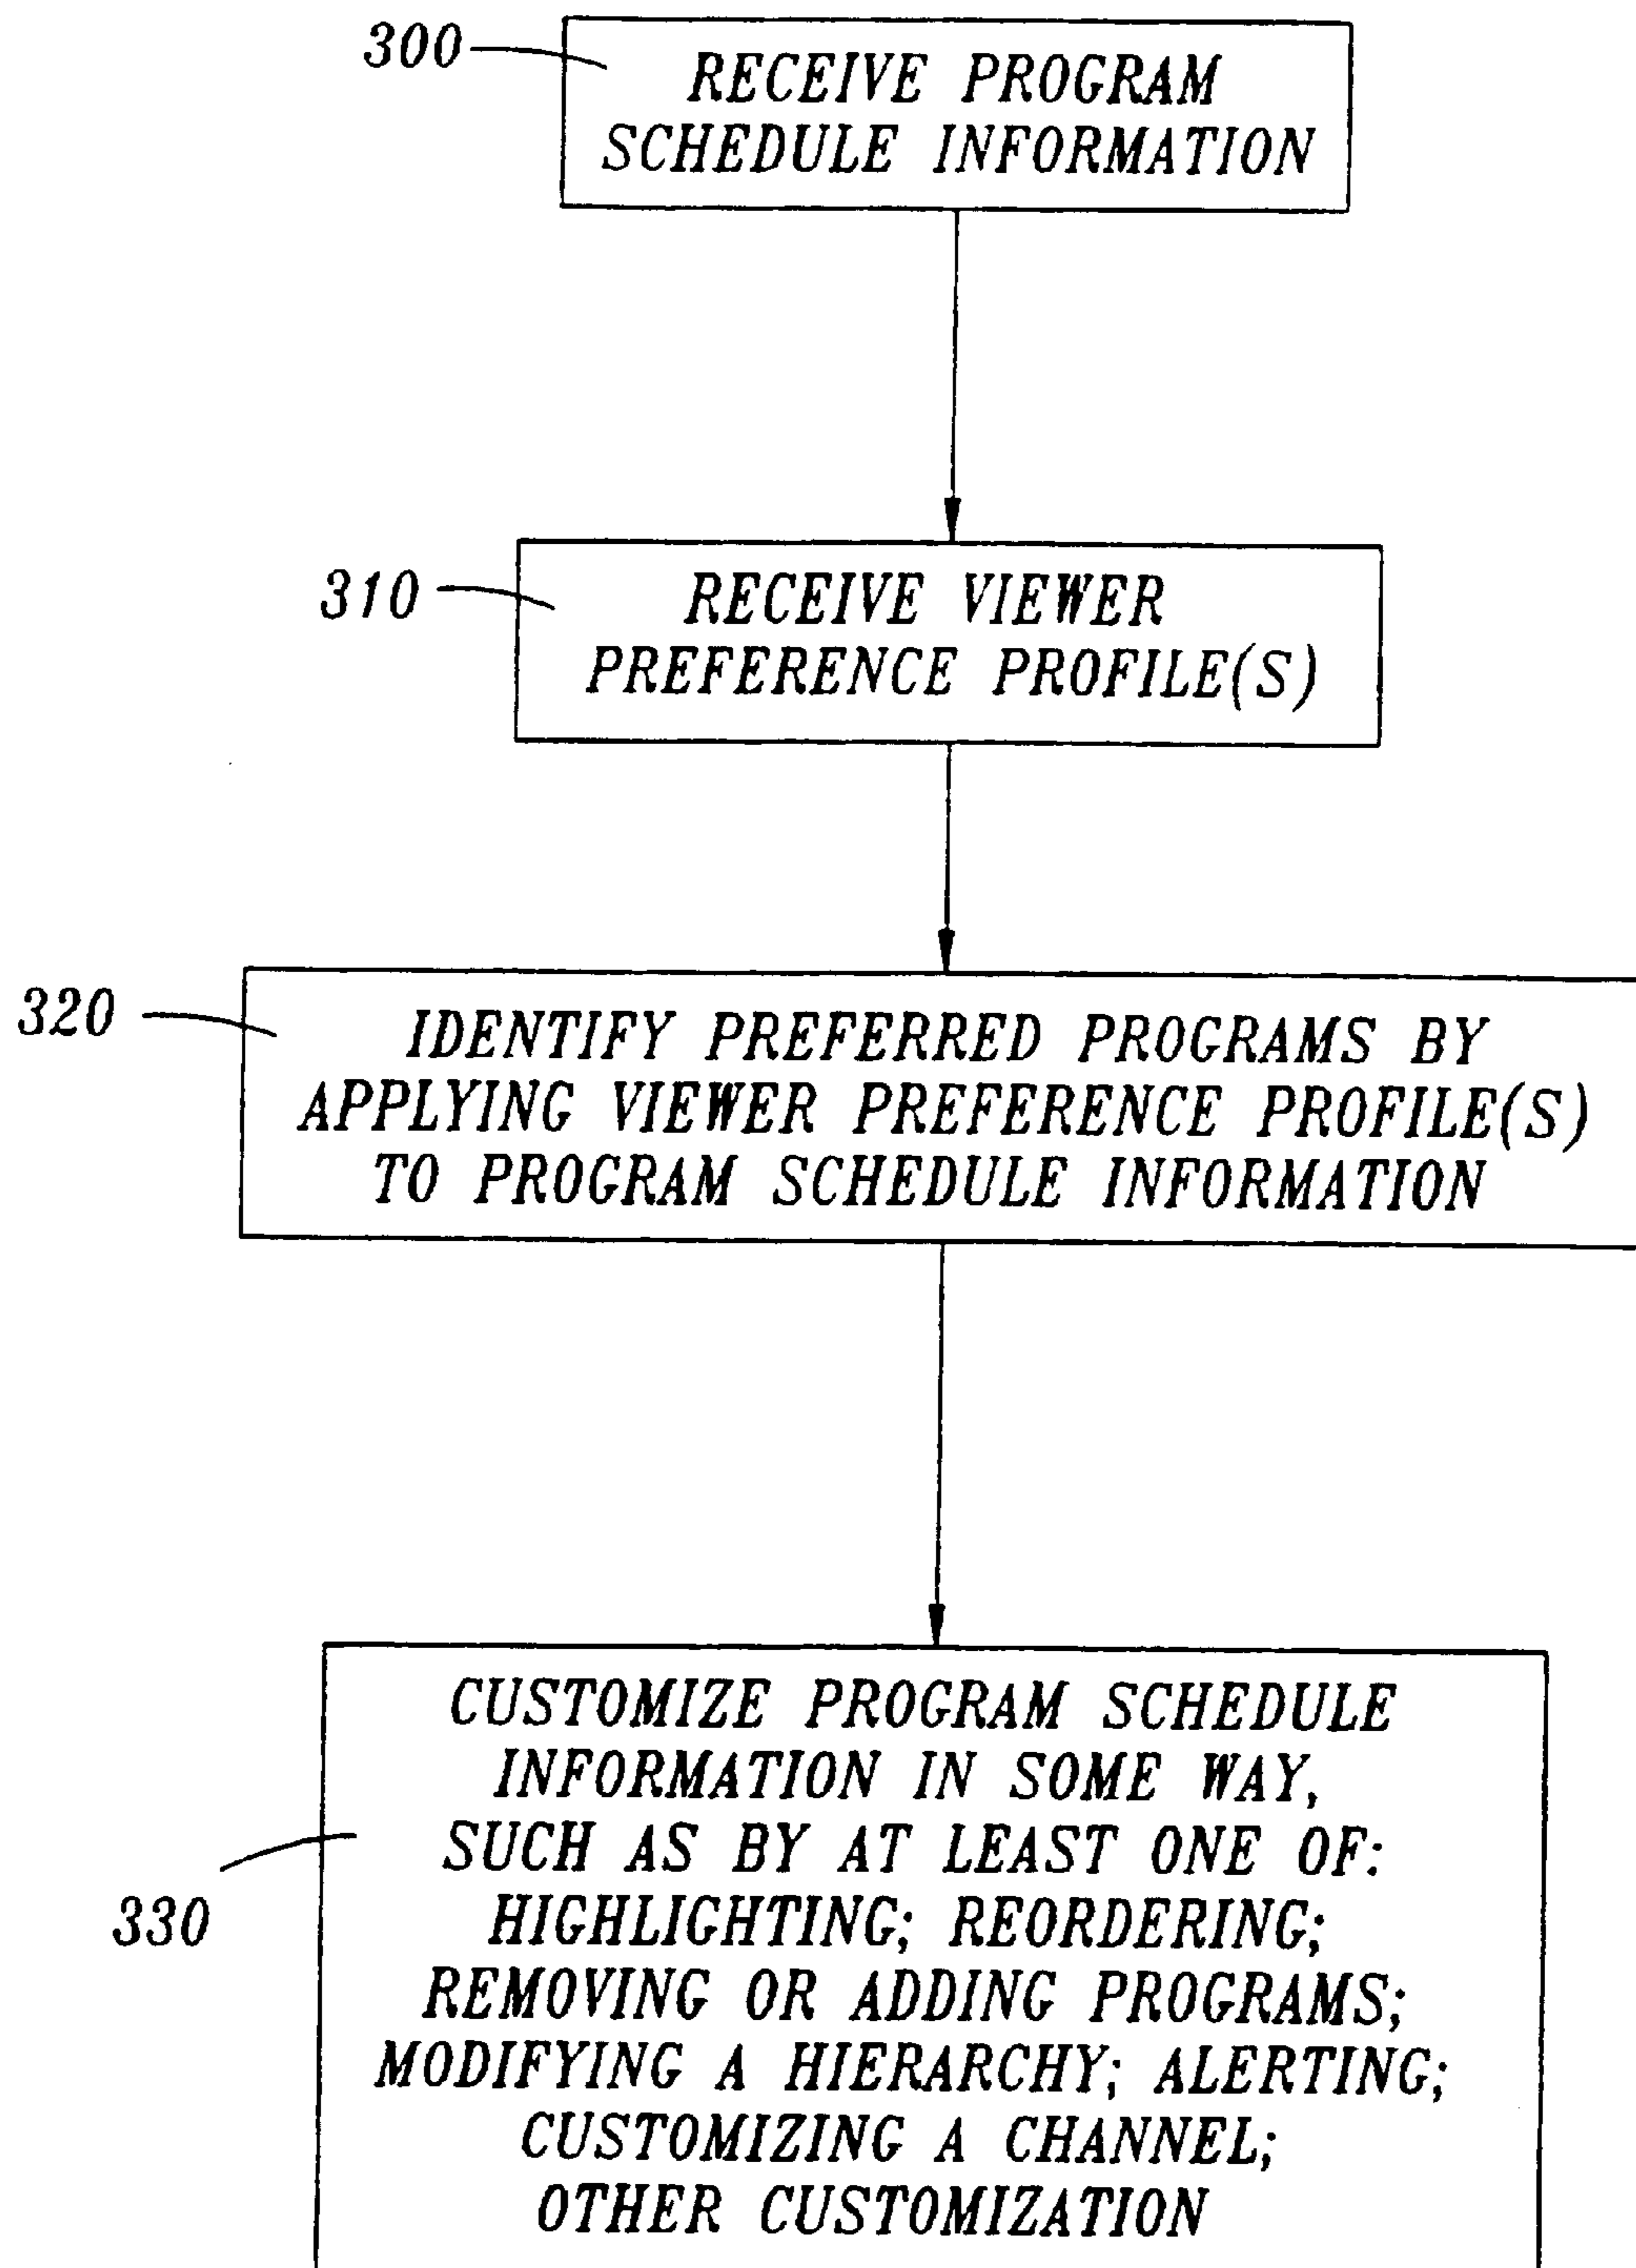 300
RECEIVE PROGRAM
SCHEDULE INFORMATION
310
RECEIVE VIEWER
PREFERENCE PROFILE(S)
320
IDENTIFY PREFERRED PROGRAMS BY
APPLYING VIEWER PREFERENCE PROFILE(S)
TO PROGRAM SCHEDULE INFORMATION
330
CUSTOMIZE PROGRAM SCHEDULE
INFORMATION IN SOME WAY,
SUCH AS BY AT LEAST ONE OF:
HIGHLIGHTING; REORDERING;
REMOVING OR ADDING PROGRAMS;
MODIFYING A HIERARCHY; ALERTING;
CUSTOMIZING A CHANNEL;
OTHER CUSTOMIZATION